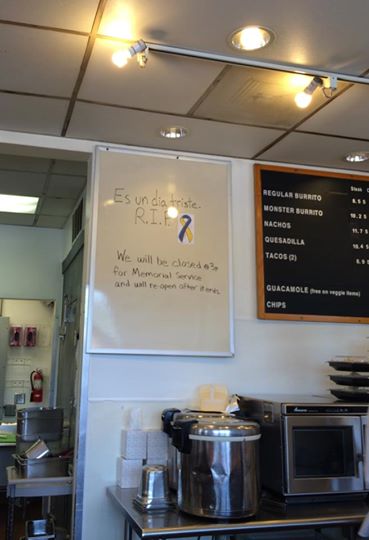 Es un dia triste.
R.I.P.
We will be closed @3p
for Memorial Service
and will re-open after it ends.
Steak
REGULAR BURRITO
MONSTER BURRITO
NACHOS
QUESADILLA
TACOS (2)
GUACAMOLE (free on veggie items)
CHIPS